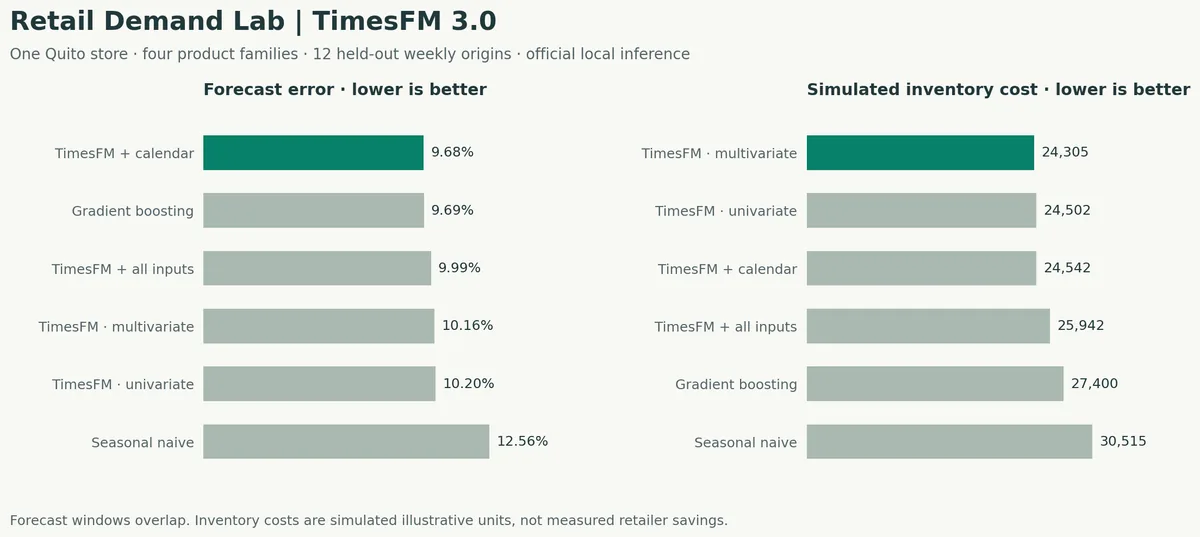 Retail Demand Lab | TimesFM 3.0
One Quito store · four product families · 12 held-out weekly origins · official local inference
Forecast error · lower is better
TimesFM + calendar 9.68%
Gradient boosting 9.69%
TimesFM + all inputs 9.99%
TimesFM · multivariate 10.16%
TimesFM · univariate 10.20%
Seasonal naive 12.56%
Simulated inventory cost · lower is better
TimesFM · multivariate 24,305
TimesFM · univariate 24,502
TimesFM + calendar 24,542
TimesFM + all inputs 25,942
Gradient boosting 27,400
Seasonal naive 30,515
Forecast windows overlap. Inventory costs are simulated illustrative units, not measured retailer savings.